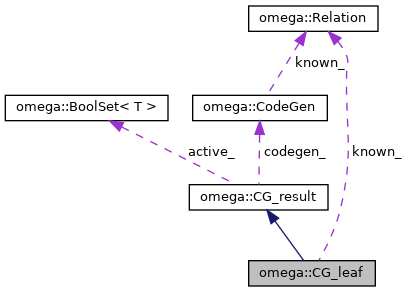 omega::Relation
known_
omega::BoolSet< T >
omega::CodeGen
active_
codegen_
known_
omega::CG_result
omega::CG_leaf